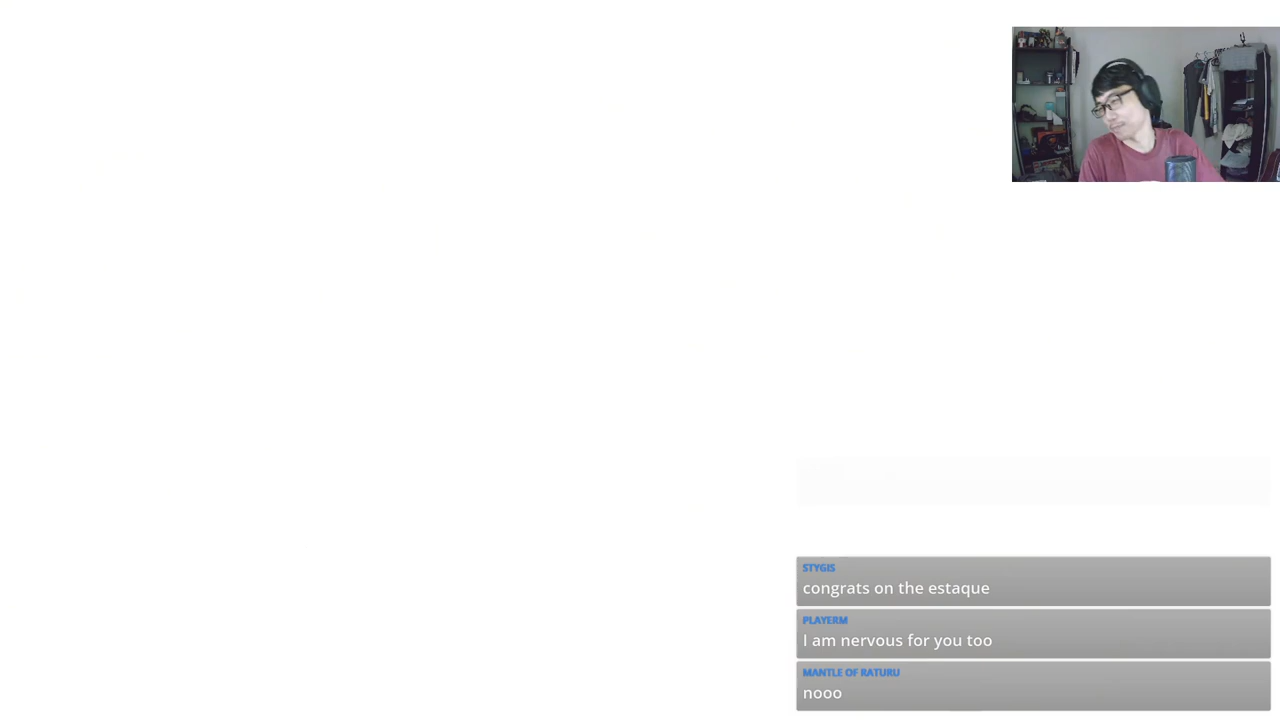 STYGIS
congrats on the estaque
PLAYERM
I am nervous for you too
MANTLE OF RATURU
nooo